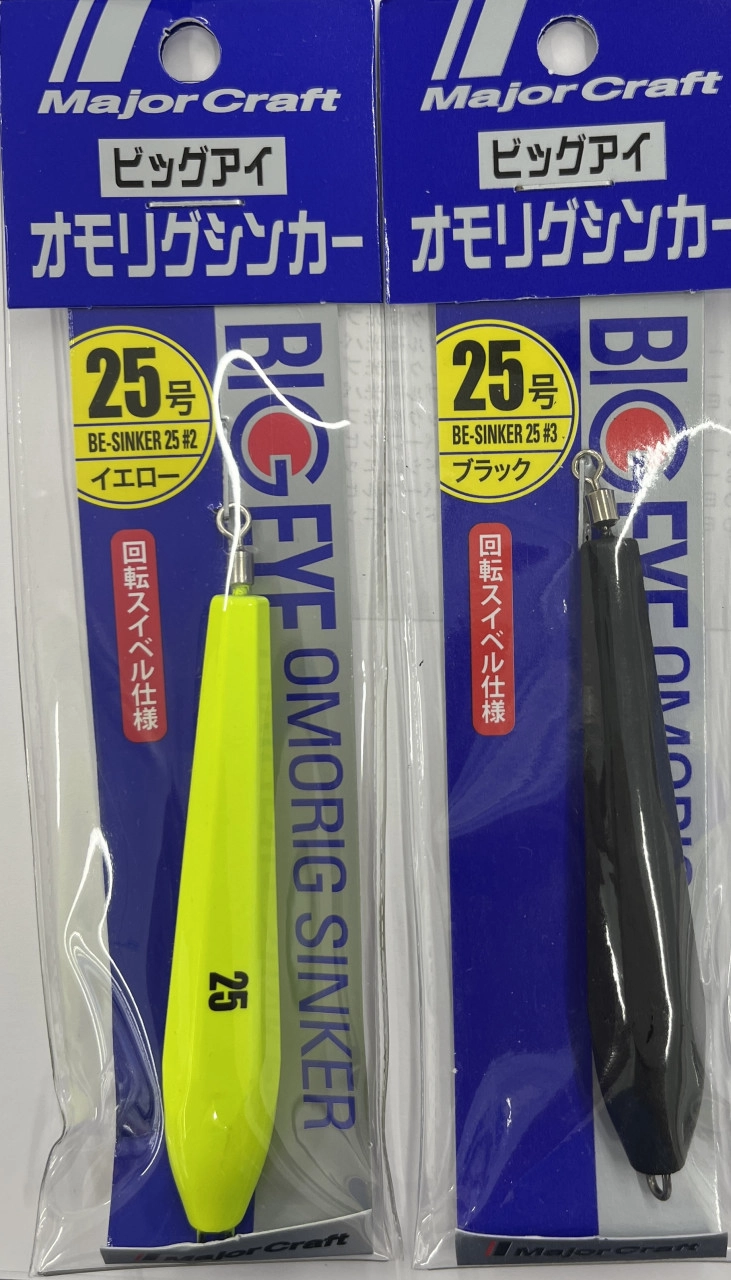 Major Craft
ビッグアイ
オモリグシンカー
25号
BE-SINKER 25 #2
イエロー
回転スイベル仕様
BIG EYE OMORIG SINKER
25
Major Craft
Major Craft
ビッグアイ
オモリグシンカー
25号
BE-SINKER 25 #3
ブラック
回転スイベル仕様
BIG EYE OMORIG
Major Craft